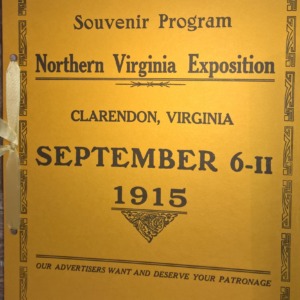 Souvenir Program
Northern Virginia Exposition
CLARENDON, VIRGINIA
SEPTEMBER 6-11
1915
OUR ADVERTISERS WANT AND DESERVE YOUR PATRONAGE